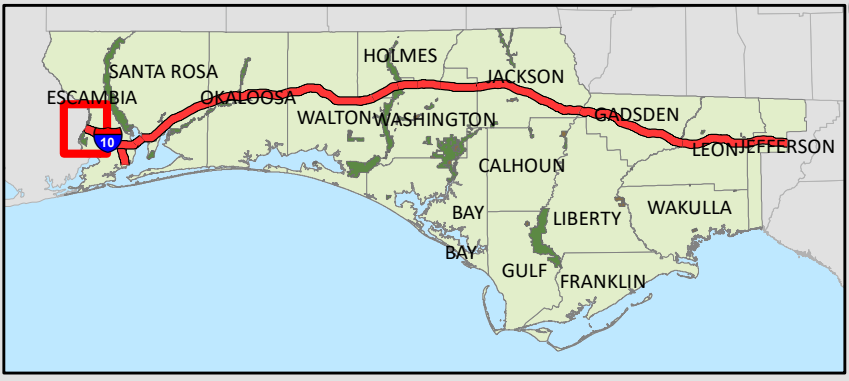 HOLMES
SANTA ROSA
JACKSON
ESCAMBIA
OKALOOSA
WALTON
WASHINGTON
GADSDEN
10
LEON
JEFFERSON
CALHOUN
BAY
LIBERTY
WAKULLA
BAY
GULF
FRANKLIN